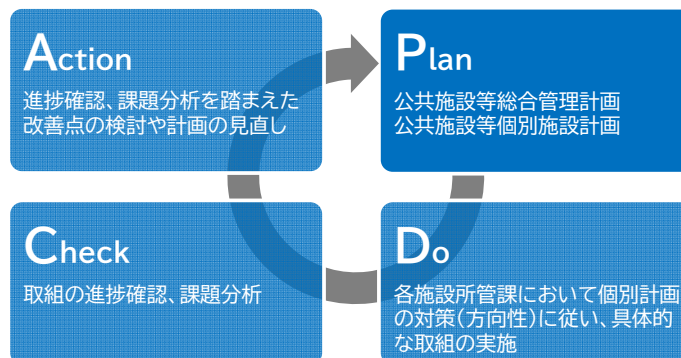 Action
進捗確認、課題分析を踏まえた
改善点の検討や計画の見直し
Plan
公共施設等総合管理計画
公共施設等個別施設計画
Check
取組の進捗確認、課題分析
Do
各施設所管課において個別計画
の対策(方向性)に従い、具体的
な取組の実施